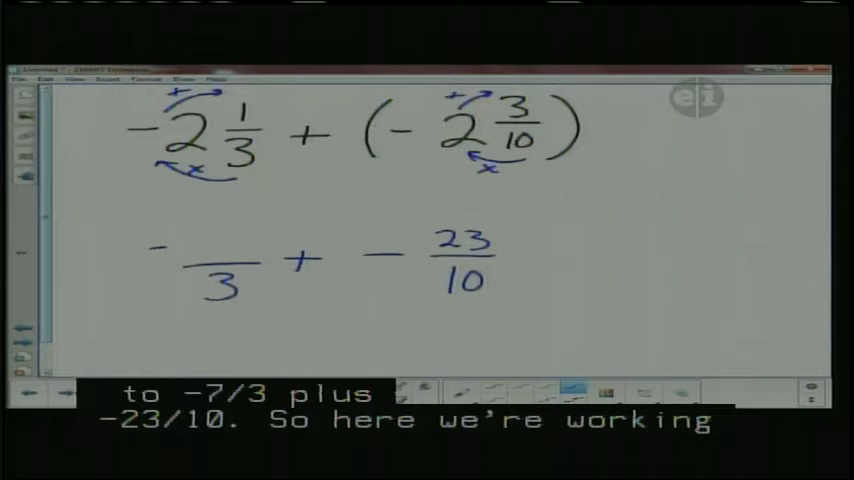 ei
- 2 1/3 + (- 2 3/10)
+ +
x x
- /3 + - 23/10
to -7/3 plus
-23/10. So here we're working